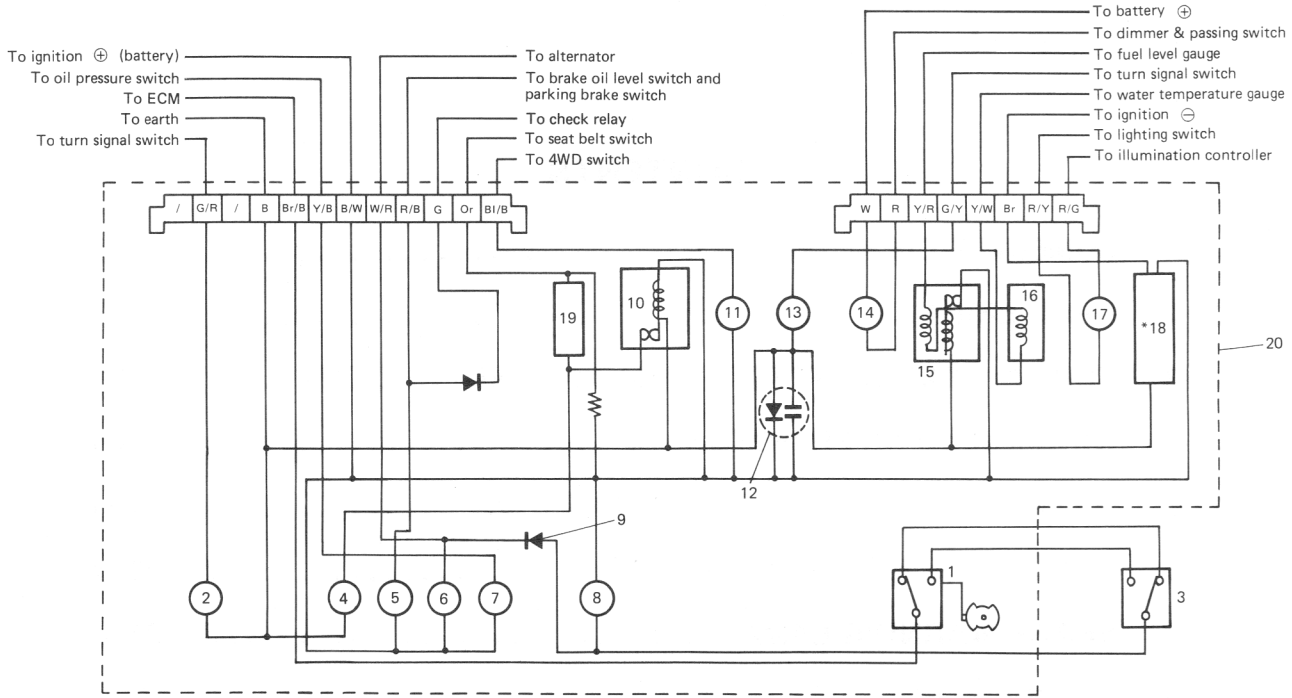 To ignition ⊕ (battery)
To oil pressure switch
To ECM
To earth
To turn signal switch
To alternator
To brake oil level switch and
parking brake switch
To check relay
To seat belt switch
To 4WD switch
To battery ⊕
To dimmer & passing switch
To fuel level gauge
To turn signal switch
To water temperature gauge
To ignition ⊖
To lighting switch
To illumination controller
/ G/R / B Br/B Y/B B/W W/R R/B G Or Bl/B
W R Y/R G/Y Y/W Br R/Y R/G
10
16
19
11
13
14
17
*18
20
15
12
9
1
2
4
5
6
7
8
3